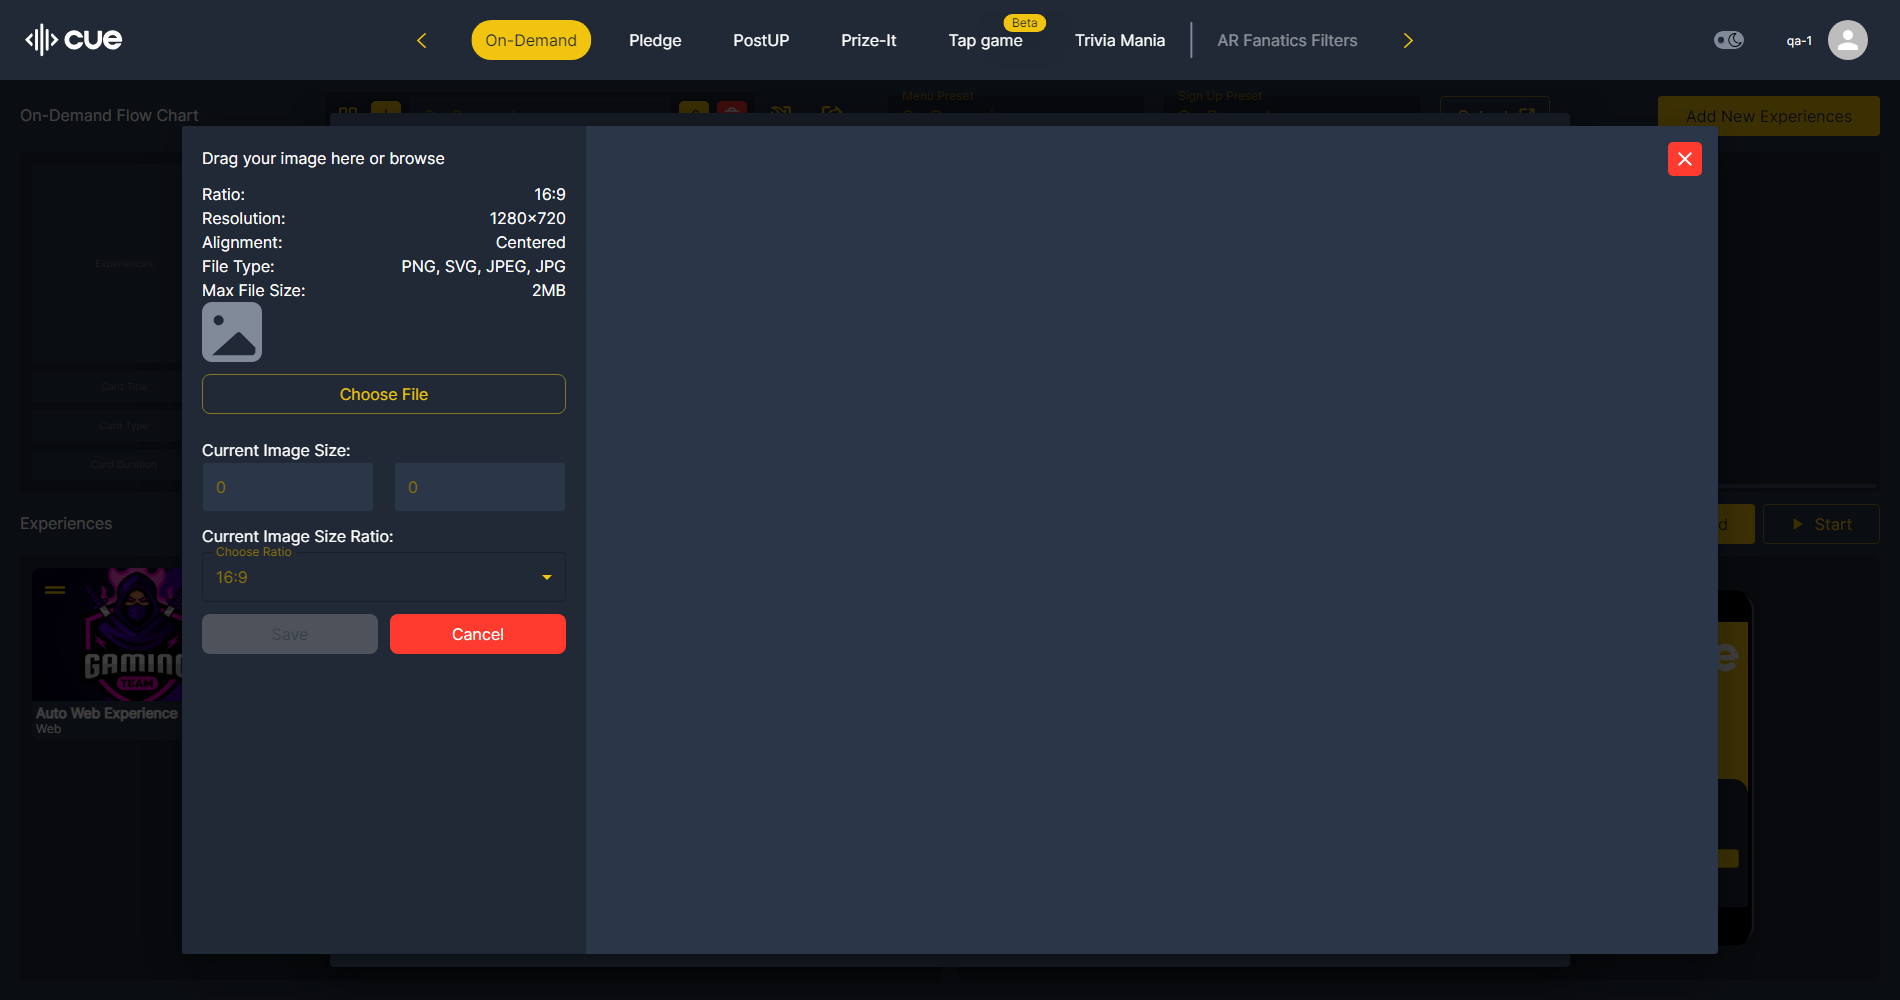 cue
On-Demand
Pledge
PostUP
Prize-It
Beta
Tap game
Trivia Mania
AR Fanatics Filters
qa-1
On-Demand Flow Chart
Menu Preset
Sign Up Preset
Add New Experiences
Drag your image here or browse
Ratio: 16:9
Resolution: 1280×720
Alignment: Centered
File Type: PNG, SVG, JPEG, JPG
Max File Size: 2MB
Choose File
Current Image Size:
0 0
Current Image Size Ratio:
Choose Ratio
16:9
Save Cancel
Experiences
Card Title
Card Type
Card Duration
Experiences
Start
GAMING
TEAM
Auto Web Experience
Web